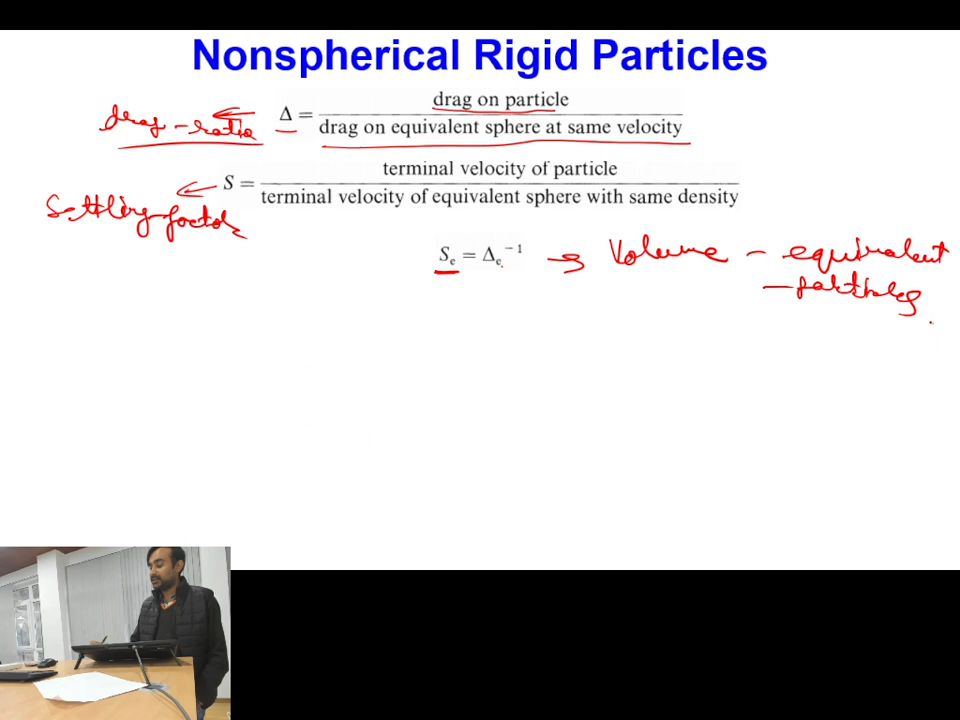 Nonspherical Rigid Particles
drag-ratio ← Δ = drag on particle / drag on equivalent sphere at same velocity
Settling factor ← S = terminal velocity of particle / terminal velocity of equivalent sphere with same density
Sₑ = Δₑ⁻¹ → Volume - equivalent
- particles